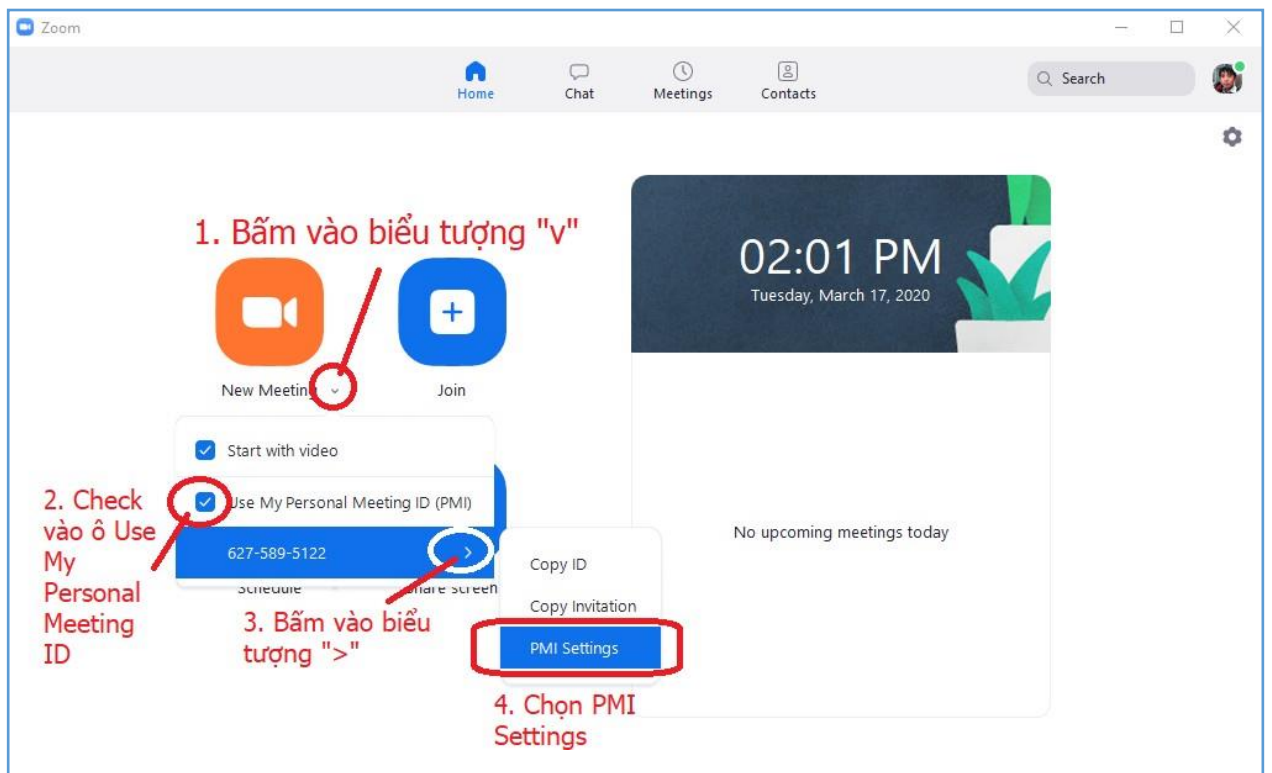 Zoom
Home
Chat
Meetings
Contacts
Search
1. Bấm vào biểu tượng "v"
02:01 PM
Tuesday, March 17, 2020
New Meeting
Join
Start with video
Use My Personal Meeting ID (PMI)
627-589-5122
2. Check
vào ô Use
My
Personal
Meeting
ID
No upcoming meetings today
Copy ID
Copy Invitation
PMI Settings
Schedule
Share screen
3. Bấm vào biểu
tượng ">"
4. Chọn PMI
Settings